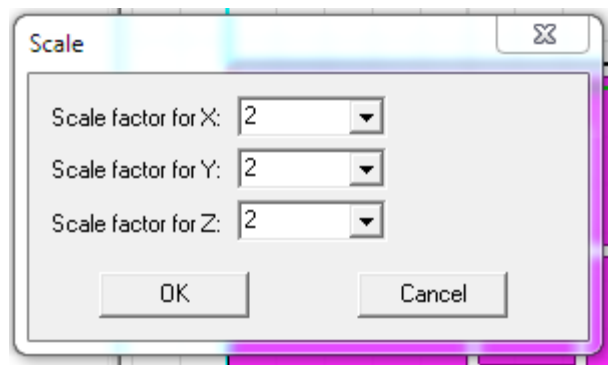 Scale
Scale factor for X: 2
Scale factor for Y: 2
Scale factor for Z: 2
OK Cancel